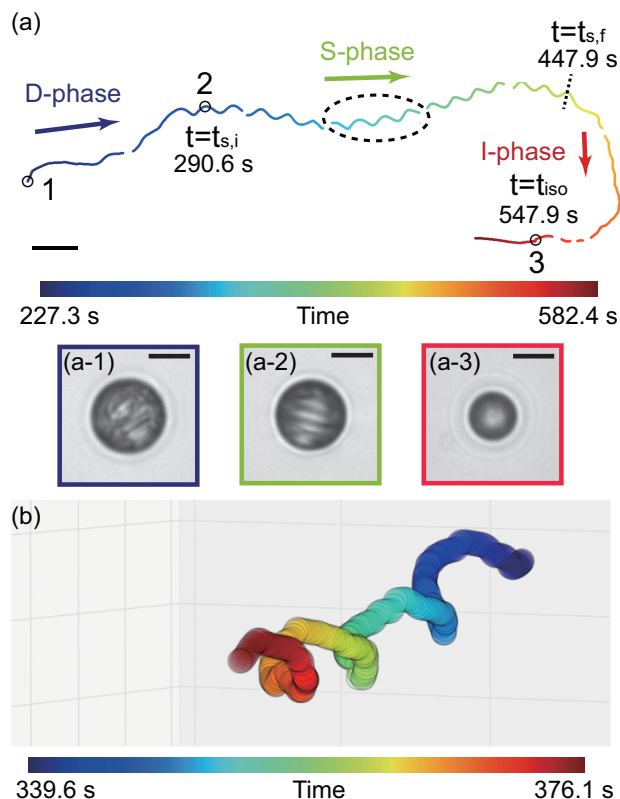 (a)
S-phase
t=ts,f
447.9 s
2
D-phase
t=ts,i
290.6 s
I-phase
1
t=tiso
547.9 s
3
227.3 s
Time
582.4 s
(a-1)
(a-2)
(a-3)
(b)
339.6 s
Time
376.1 s